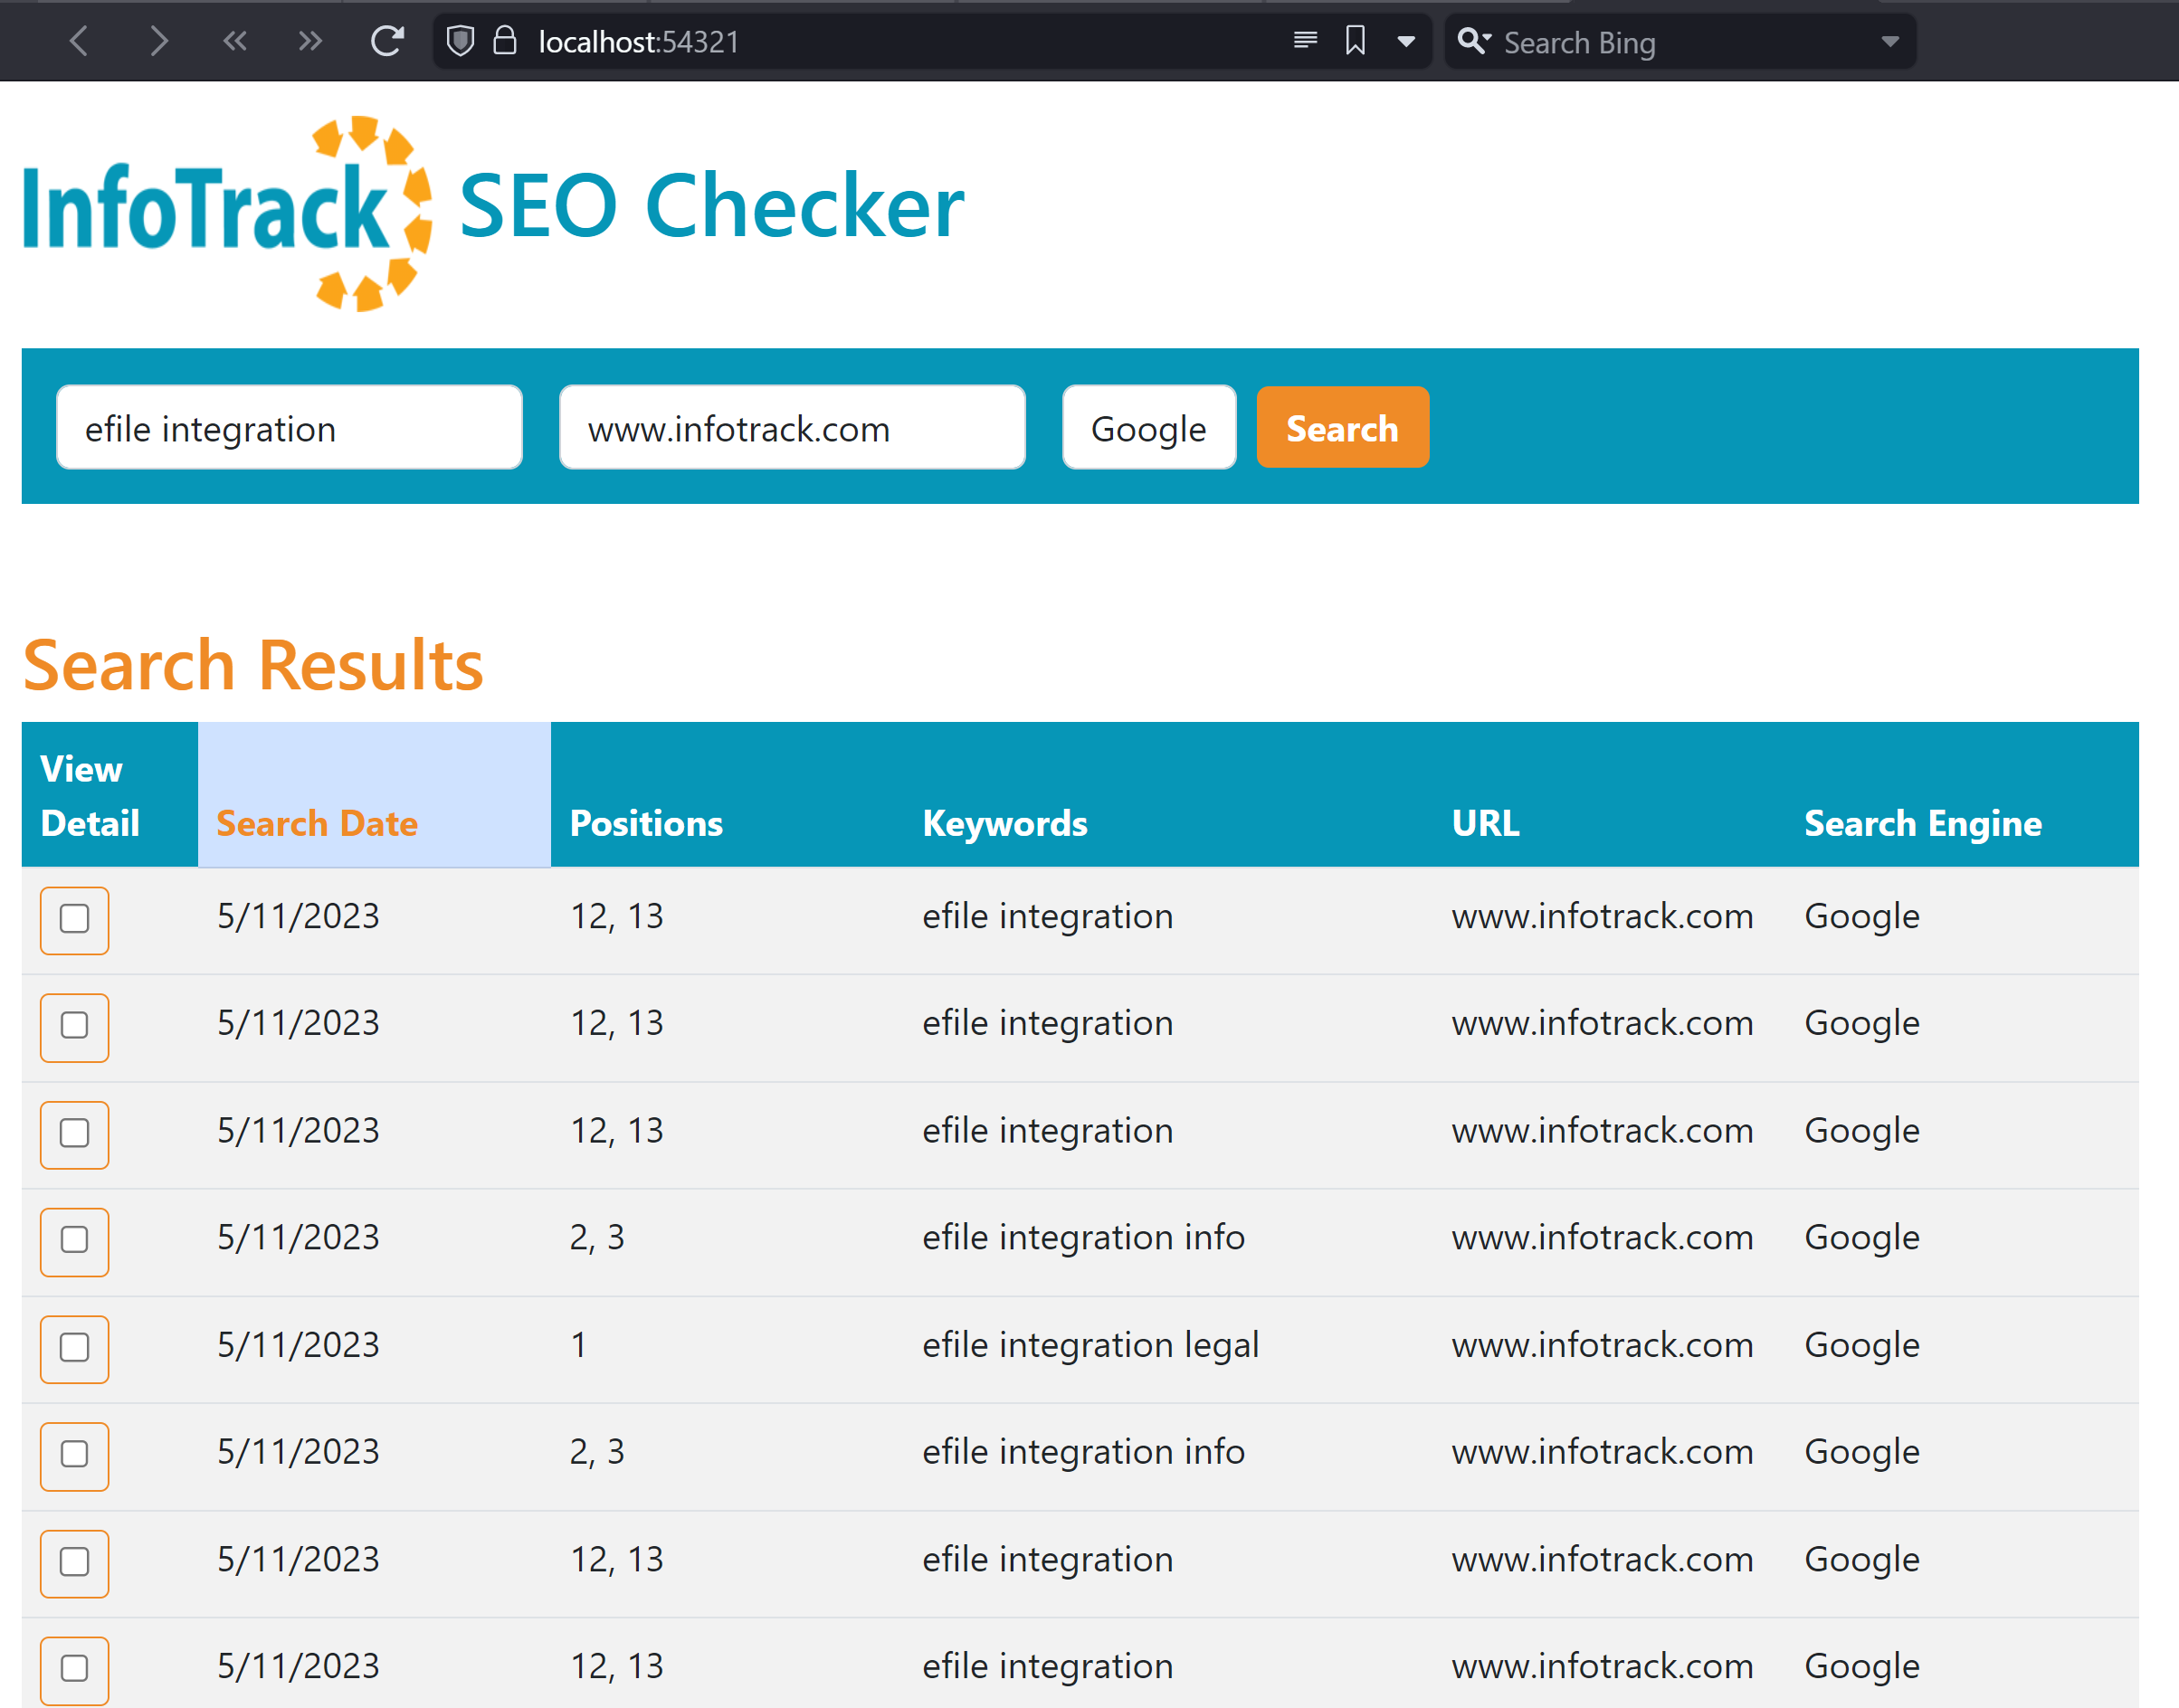 localhost:54321 Search Bing
InfoTrack SEO Checker
efile integration www.infotrack.com Google Search
Search Results
View
Detail Search Date Positions Keywords URL Search Engine
5/11/2023 12, 13 efile integration www.infotrack.com Google
5/11/2023 12, 13 efile integration www.infotrack.com Google
5/11/2023 12, 13 efile integration www.infotrack.com Google
5/11/2023 2, 3 efile integration info www.infotrack.com Google
5/11/2023 1 efile integration legal www.infotrack.com Google
5/11/2023 2, 3 efile integration info www.infotrack.com Google
5/11/2023 12, 13 efile integration www.infotrack.com Google
5/11/2023 12, 13 efile integration www.infotrack.com Google